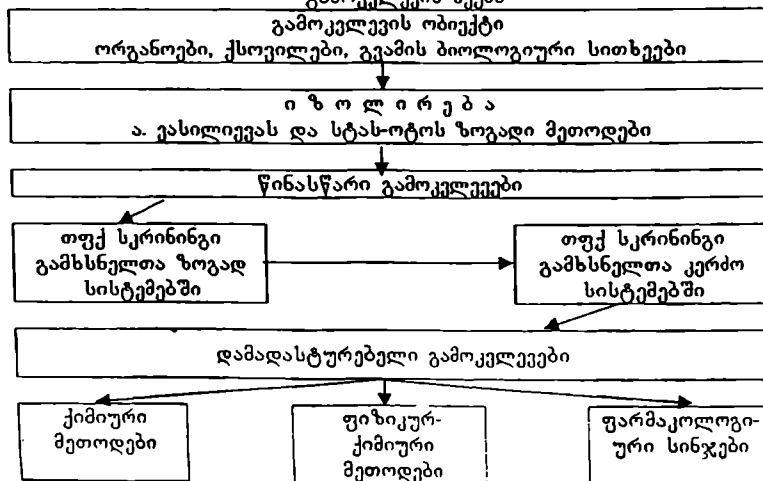 გამოკვლევის ობიექტი
ორგანოები, ქსოვილები, გვამის ბიოლოგიური სითხეები
ი ზ ო ლ ი რ ე ბ ა
ა. ვასილიევას და სტას-ოტოს ზოგადი მეთოდები
წინასწარი გამოკვლევები
თფქ სკრინინგი
გამხსნელთა ზოგად
სისტემებში
თფქ სკრინინგი
გამხსნელთა კერძო
სისტემებში
დამადასტურებელი გამოკვლევები
ქიმიური
მეთოდები
ფიზიკურ-
ქიმიური
მეთოდები
ფარმაკოლოგი-
ური სინჯები